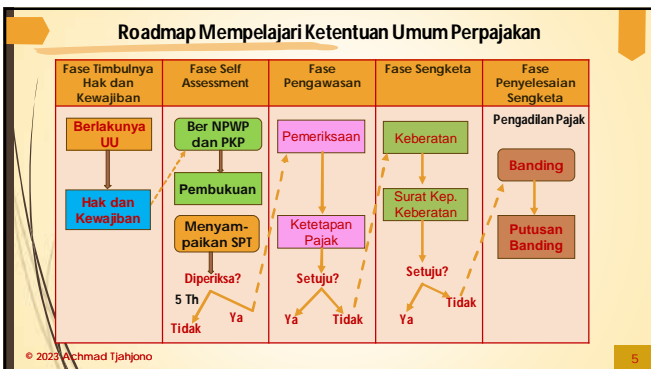 Roadmap Mempelajari Ketentuan Umum Perpajakan
Fase Timbulnya
Hak dan
Kewajiban
Fase Self
Assessment
Fase
Pengawasan
Fase Sengketa
Fase
Penyelesaian
Sengketa
Berlakunya
UU
Hak dan
Kewajiban
Ber NPWP
dan PKP
Pembukuan
Menyam-
paikan SPT
Diperiksa?
5 Th
Ya
Tidak
Pemeriksaan
Ketetapan
Pajak
Setuju?
Ya
Tidak
Keberatan
Surat Kep.
Keberatan
Setuju?
Tidak
Ya
Pengadilan Pajak
Banding
Putusan
Banding
© 2023 Achmad Tjahjono
5